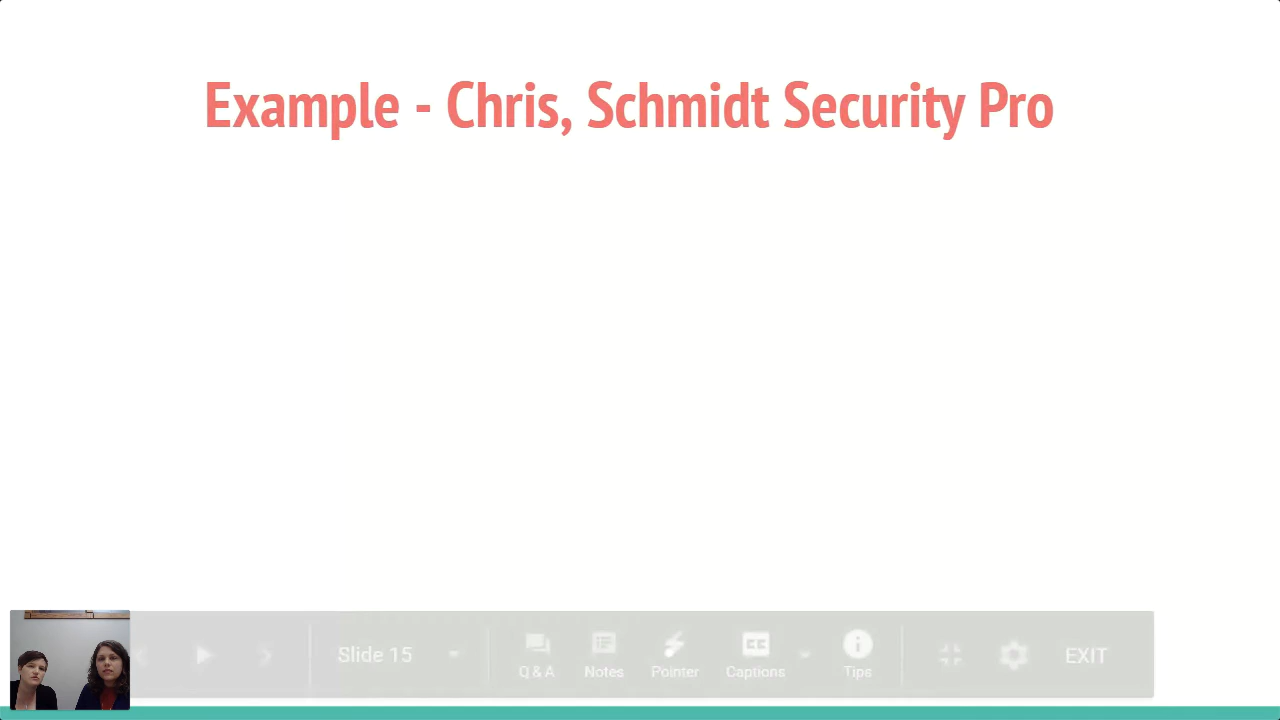 Example - Chris, Schmidt Security Pro
Slide 15
Q & A
Notes
Pointer
Captions
Tips
EXIT